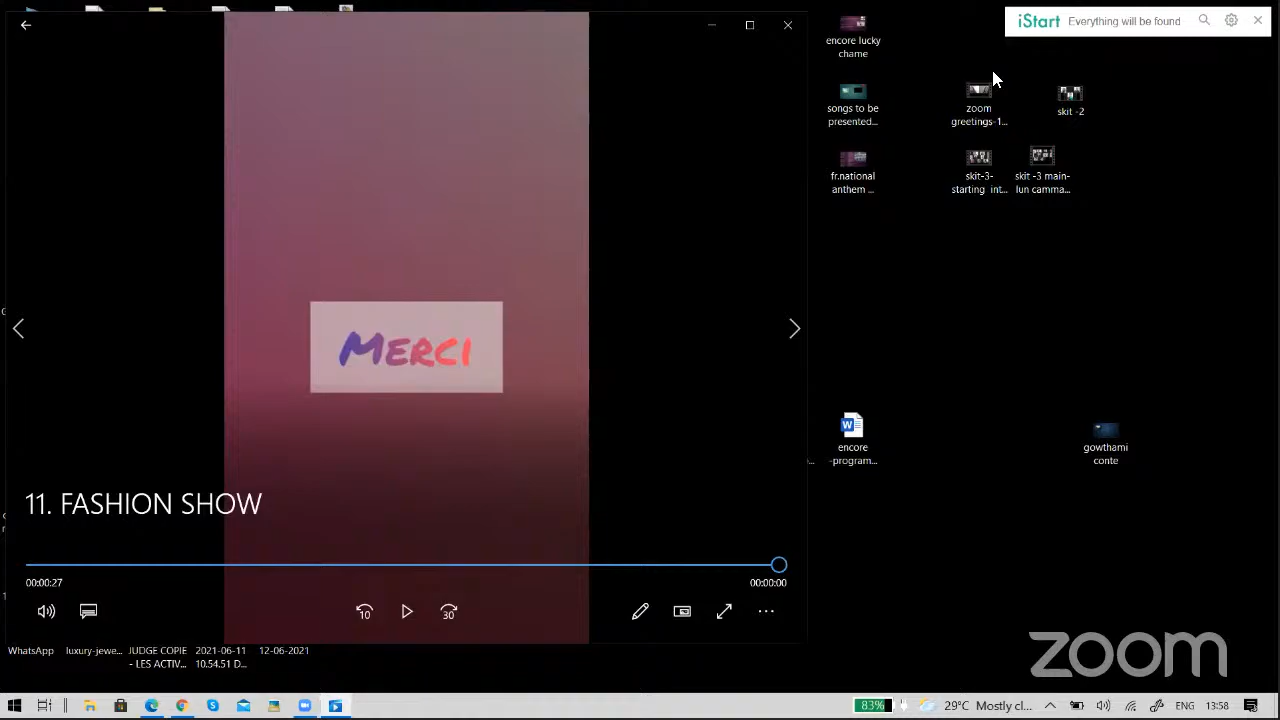 iStart Everything will be found
encore lucky
chame
songs to be
presented...
zoom
greetings-1...
skit -2
fr.national
anthem ...
skit-3-
starting int...
skit -3 main-
lun camma...
MERCI
encore
-program...
gowthami
conte
11. FASHION SHOW
00:00:27
00:00:00
10
30
WhatsApp
luxury-jewe...
JUDGE COPIE
- LES ACTIV...
2021-06-11
10.54.51 D...
12-06-2021
zoom
83%
29°C Mostly cl...
ENG
13:58